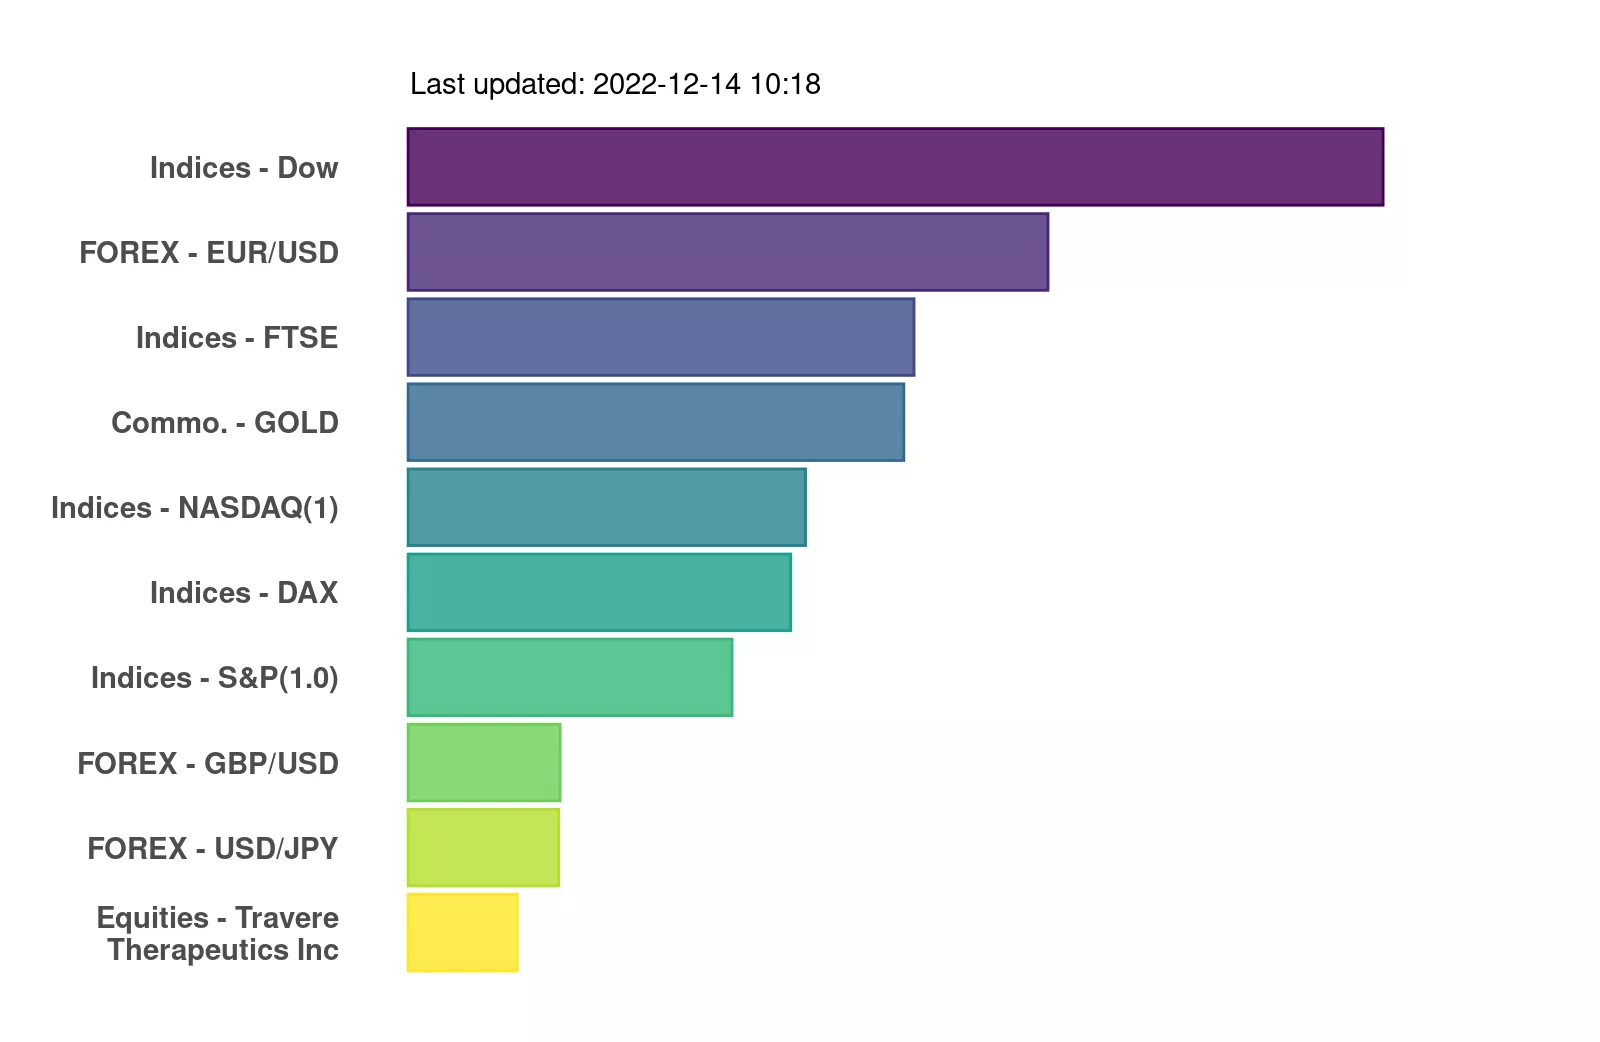 Last updated: 2022-12-14 10:18
Indices - Dow
FOREX - EUR/USD
Indices - FTSE
Commo. - GOLD
Indices - NASDAQ(1)
Indices - DAX
Indices - S&P(1.0)
FOREX - GBP/USD
FOREX - USD/JPY
Equities - Travere
Therapeutics Inc